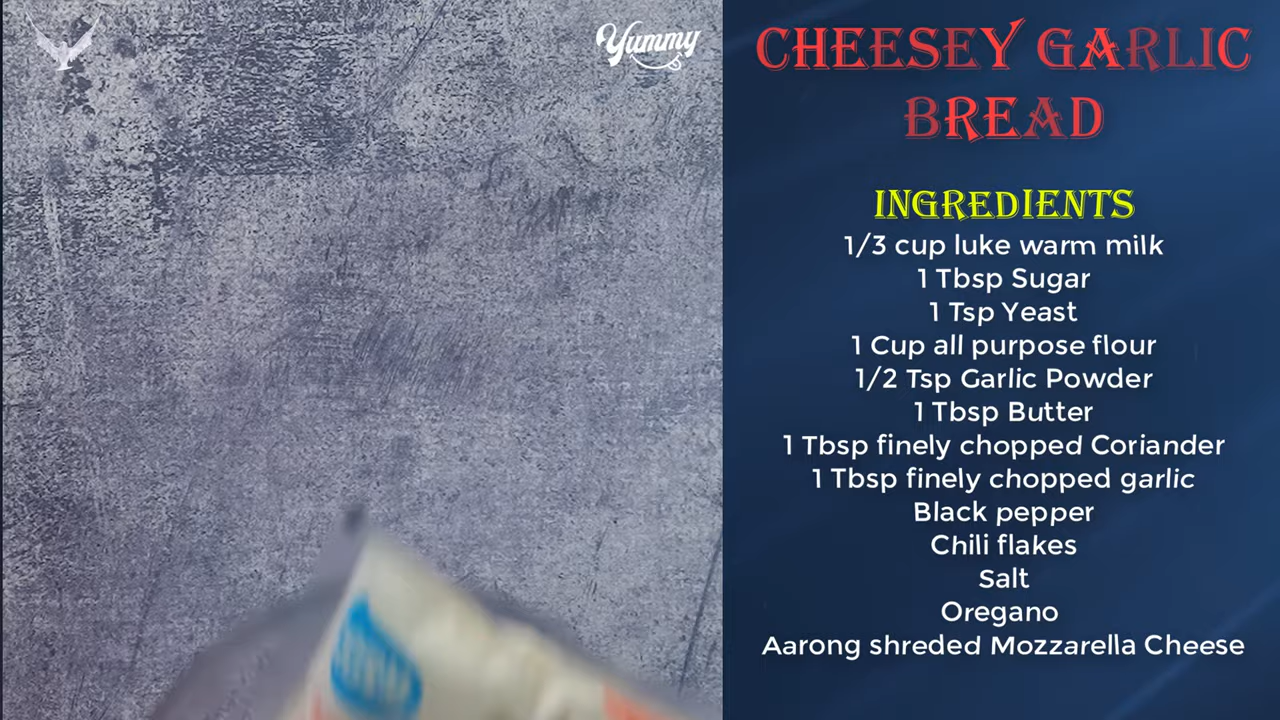 Yummy
CHEESEY GARLIC
BREAD
INGREDIENTS
1/3 cup luke warm milk
1 Tbsp Sugar
1 Tsp Yeast
1 Cup all purpose flour
1/2 Tsp Garlic Powder
1 Tbsp Butter
1 Tbsp finely chopped Coriander
1 Tbsp finely chopped garlic
Black pepper
Chili flakes
Salt
Oregano
Aarong shreded Mozzarella Cheese